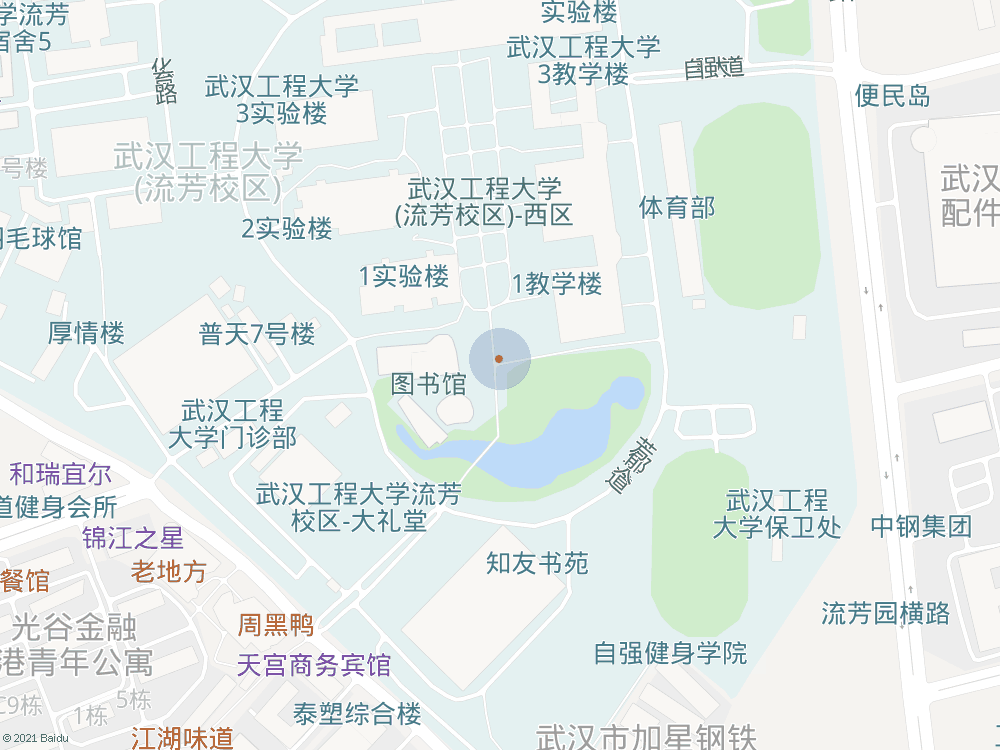 学流芳
宿舍5
实验楼
武汉工程大学
3教学楼
自强大道
化育路
武汉工程大学
3实验楼
便民岛
武汉工程大学
(流芳校区)
号楼
武汉工程大学
(流芳校区)-西区
体育部
武汉
配件
毛球馆
2实验楼
1实验楼
1教学楼
厚情楼
普天7号楼
图书馆
武汉工程
大学门诊部
芳郁道
和瑞宜尔
道健身会所
武汉工程大学流芳
校区-大礼堂
武汉工程
大学保卫处
中钢集团
锦江之星
老地方
知友书苑
餐馆
光谷金融
港青年公寓
周黑鸭
流芳园横路
天宫商务宾馆
自强健身学院
C9栋
5栋
1栋
泰塑综合楼
江湖味道
武汉市加星钢铁
© 2021 Baidu